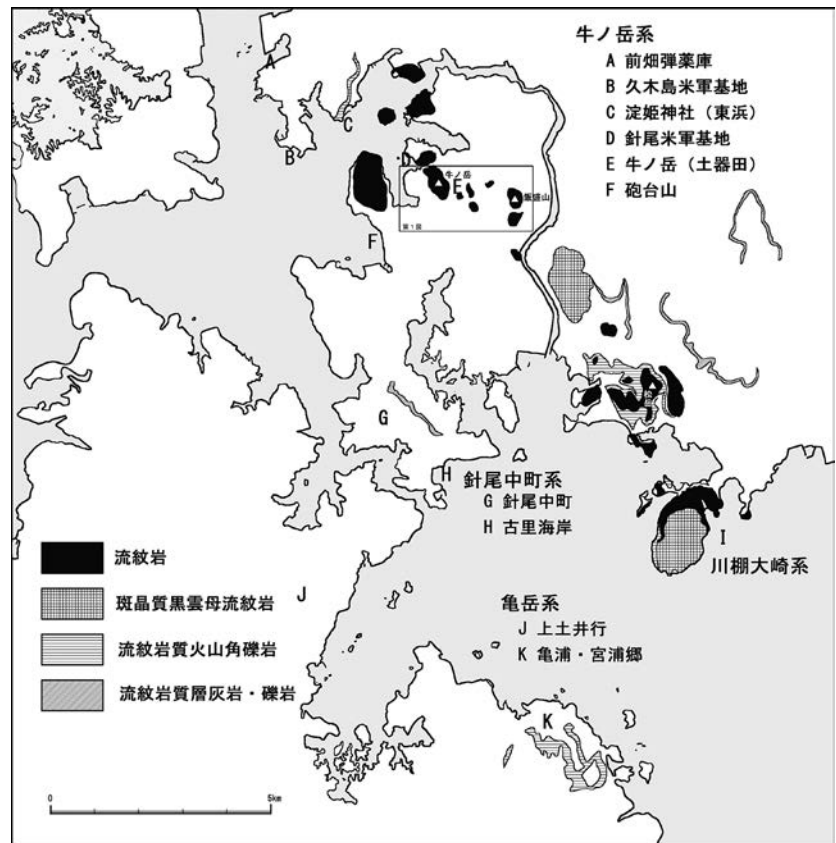 牛ノ岳系
A 前畑弾薬庫
B 久木島米軍基地
C 淀姫神社（東浜）
D 針尾米軍基地
E 牛ノ岳（土器田）
F 砲台山
A
B
C
D
牛ノ岳
E
飯盛山
第１図
F
G
H
針尾中町系
G 針尾中町
H 古里海岸
I
川棚大崎系
流紋岩
斑晶質黒雲母流紋岩
流紋岩質火山角礫岩
流紋岩質層灰岩・礫岩
J
亀岳系
J 上土井行
K 亀浦・宮浦郷
K
0
5km